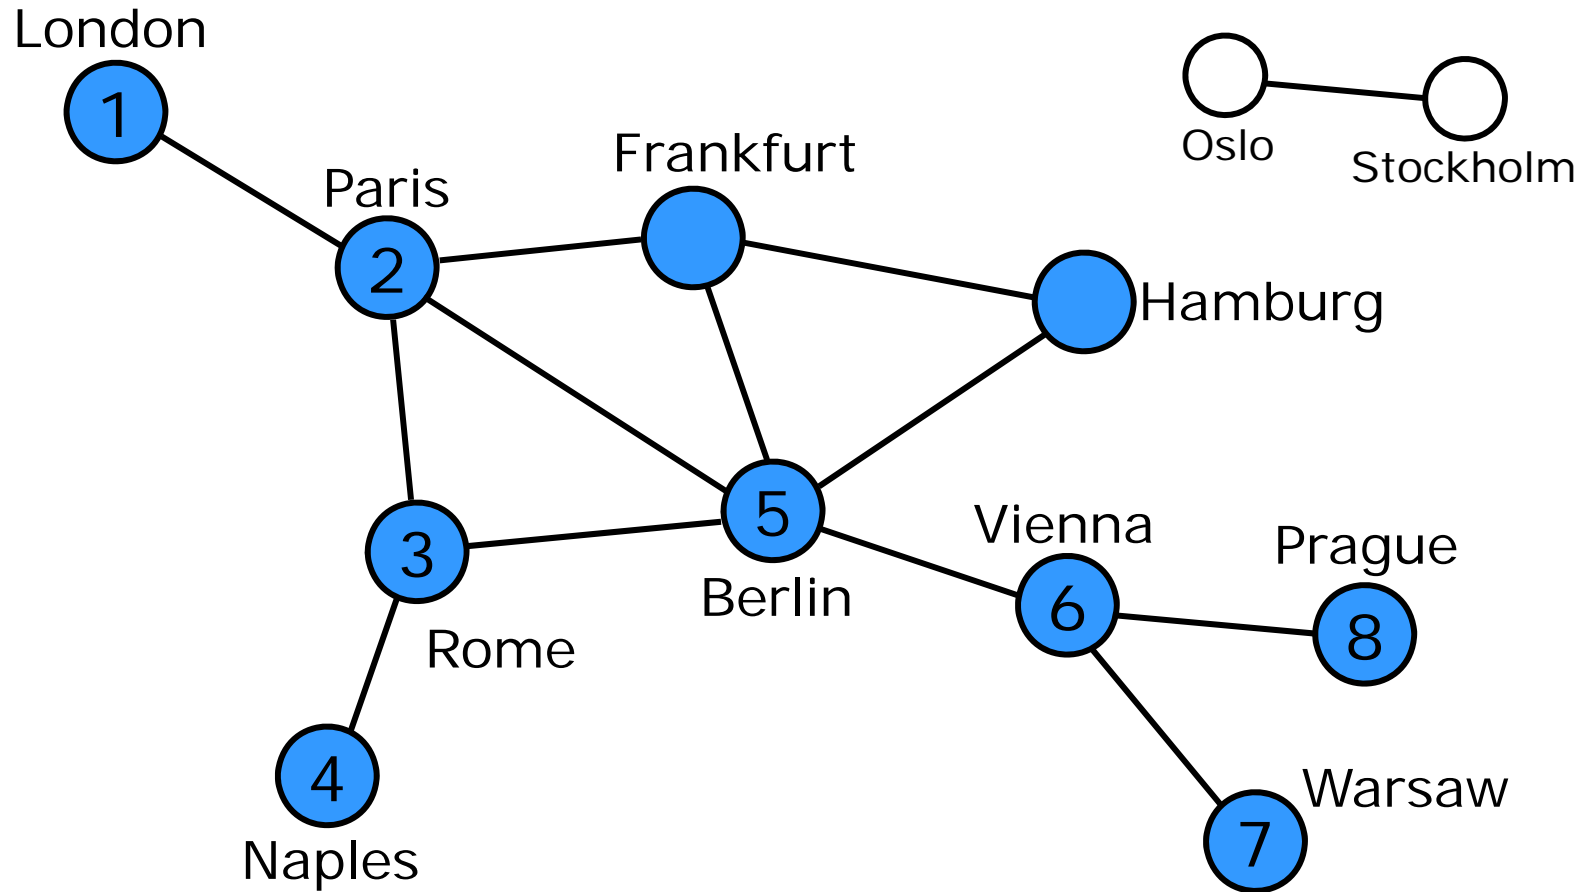 London
1
Oslo
Stockholm
Frankfurt
Paris
2
Hamburg
3
Rome
5
Berlin
Vienna
6
Prague
8
4
Naples
Warsaw
7